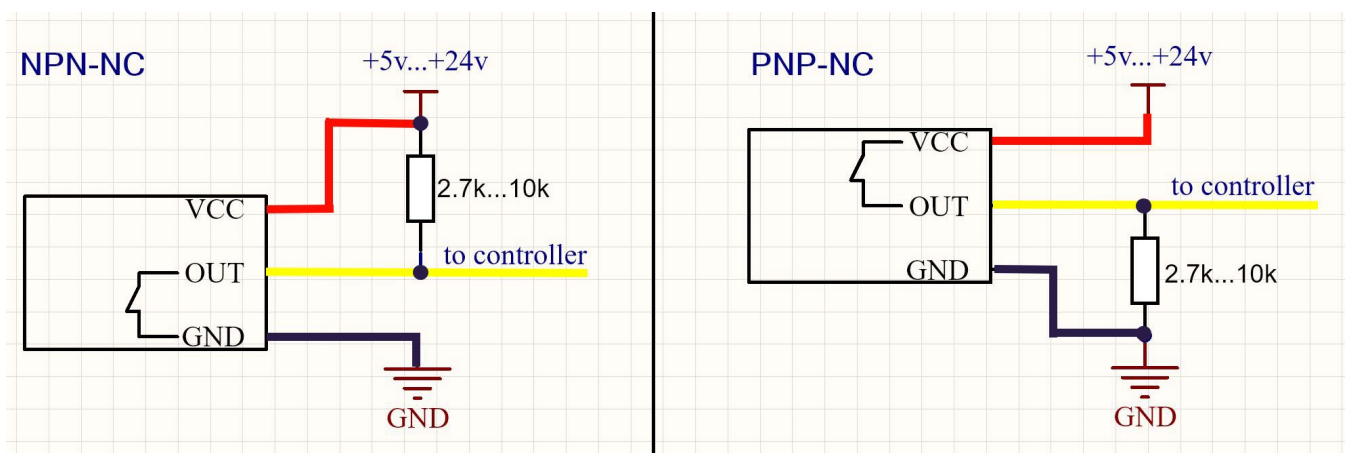 NPN-NC
+5v...+24v
VCC
2.7k...10k
to controller
OUT
GND
GND
PNP-NC
+5v...+24v
VCC
to controller
OUT
GND
2.7k...10k
GND